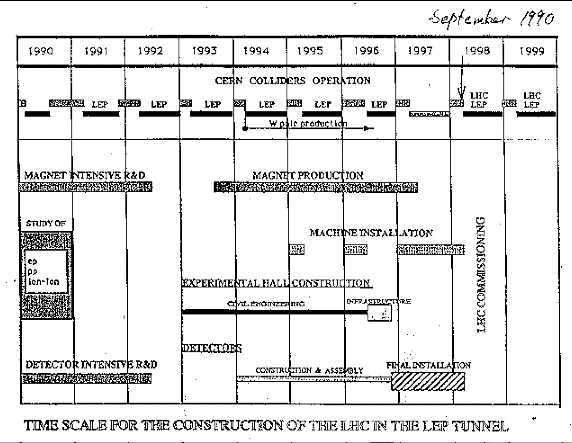 September 1990
1990 1991 1992 1993 1994 1995 1996 1997 1998 1999
CERN COLLIDERS OPERATION
LHC LHC
LEP LEP LEP LEP LEP LEP LEP LEP
W pair production
MAGNET INTENSIVE R&D MAGNET PRODUCTION
STUDY OF
MACHINE INSTALLATION
ep
pp
ion-ion
LHC COMMISSIONING
EXPERIMENTAL HALL CONSTRUCTION
CIVIL ENGINEERING INFRASTRUCTURE
DETECTORS
DETECTOR INTENSIVE R&D CONSTRUCTION & ASSEMBLY FINAL INSTALLATION
TIME SCALE FOR THE CONSTRUCTION OF THE LHC IN THE LEP TUNNEL